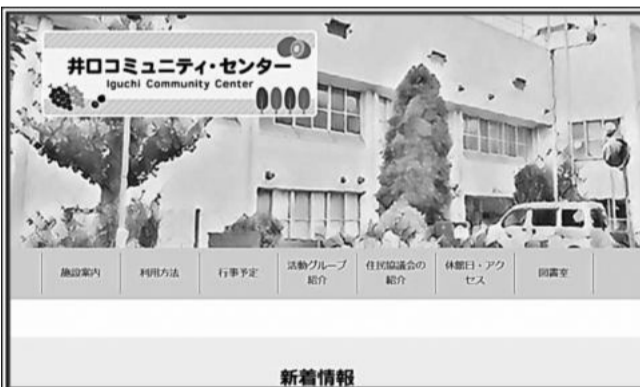 井口コミュニティ・センター
Iguchi Community Center
施設案内
利用方法
行事予定
活動グループ
紹介
住民協議会の
紹介
休館日・アク
セス
図書室
新着情報